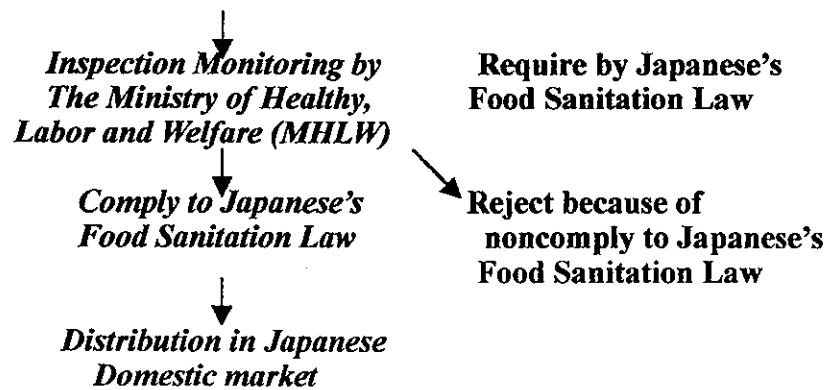 Inspection Monitoring by
The Ministry of Healthy,
Labor and Welfare (MHLW)
Require by Japanese's
Food Sanitation Law
Comply to Japanese's
Food Sanitation Law
Reject because of
noncomply to Japanese's
Food Sanitation Law
Distribution in Japanese
Domestic market